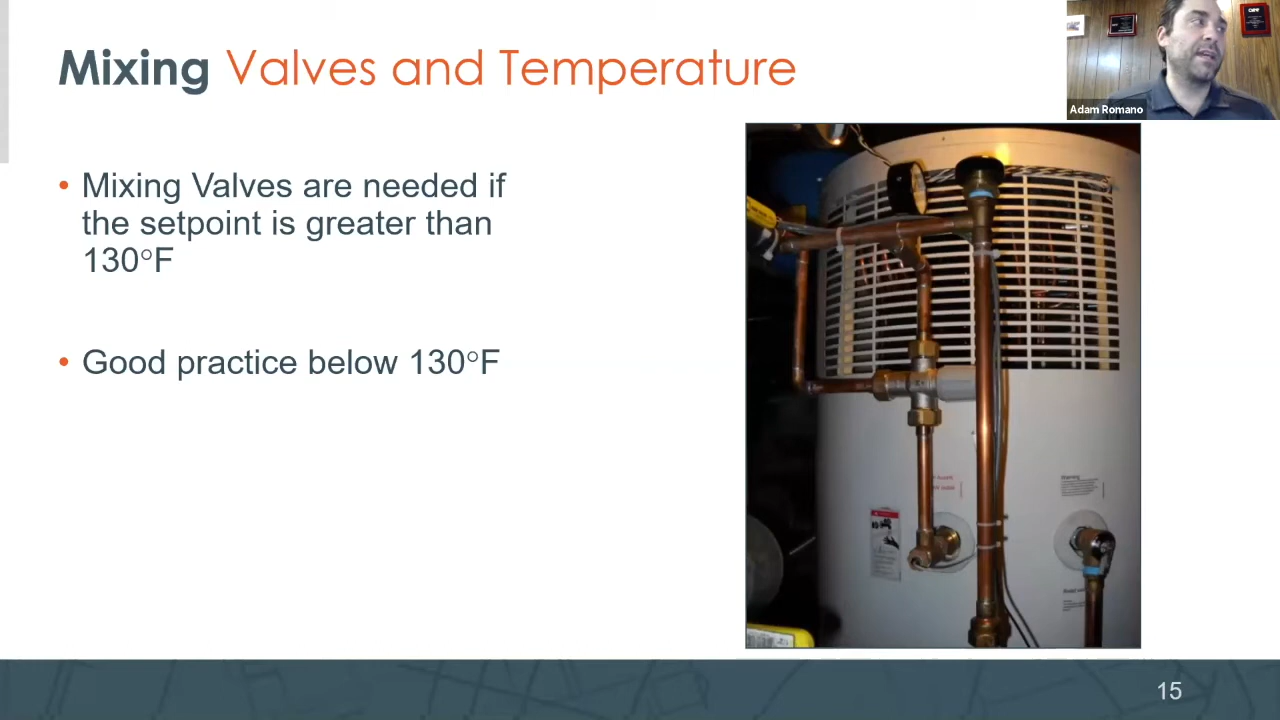 Mixing Valves and Temperature
Adam Romano
• Mixing Valves are needed if
the setpoint is greater than
130°F
• Good practice below 130°F
Warning
15